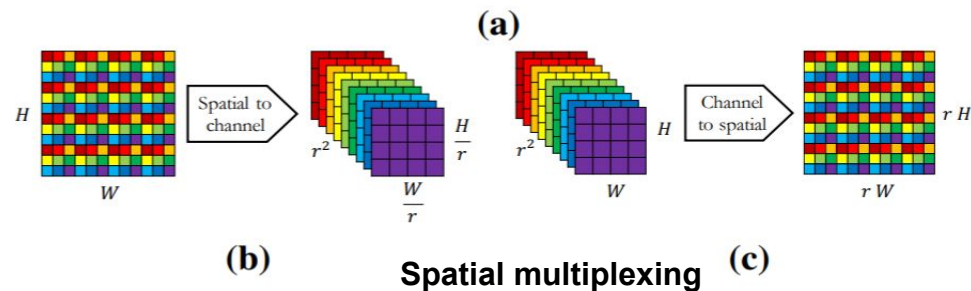 (a)
H
Spatial to
channel
r²
H
r
W
W
r
r²
H
W
Channel
to spatial
r H
r W
(b)
(c)
Spatial multiplexing